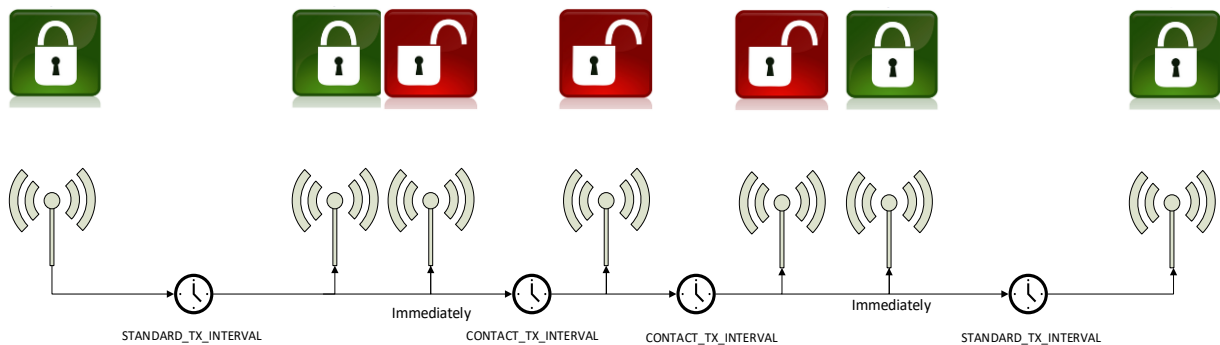 Immediately
Immediately
STANDARD_TX_INTERVAL
CONTACT_TX_INTERVAL
CONTACT_TX_INTERVAL
STANDARD_TX_INTERVAL